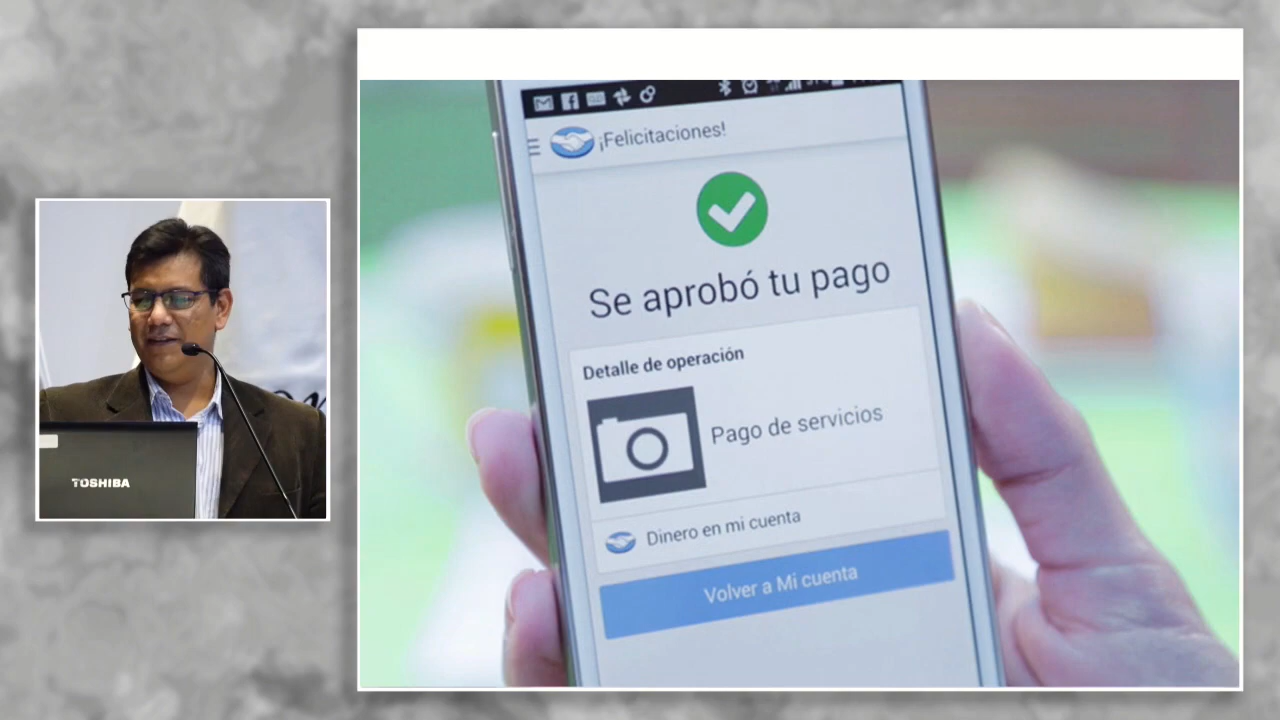 ¡Felicitaciones!
Se aprobó tu pago
Detalle de operación
Pago de servicios
Dinero en mi cuenta
Volver a Mi cuenta
TOSHIBA